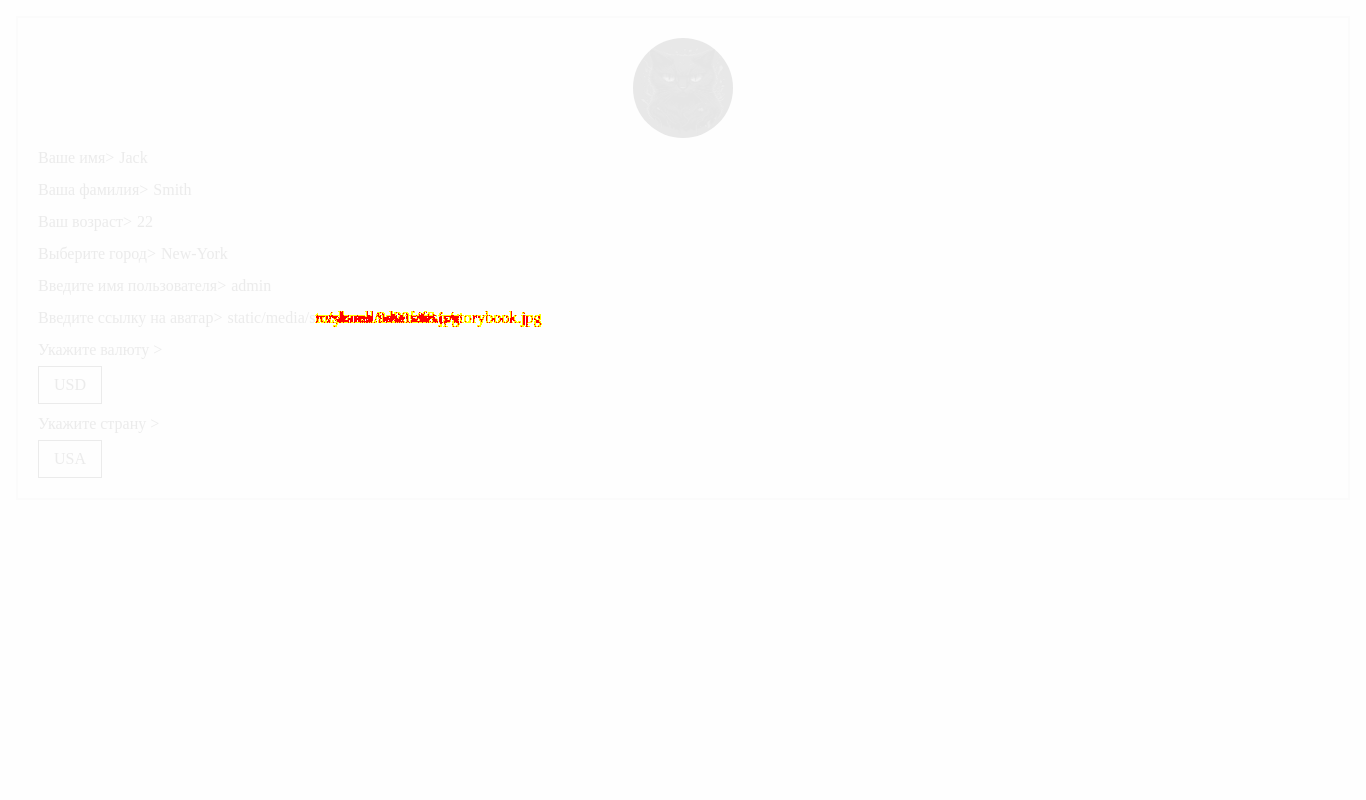 Ваше имя> Jack
Ваша фамилия> Smith
Ваш возраст> 22
Выберите город> New-York
Введите имя пользователя> admin
Введите ссылку на аватар> static/media/
Укажите валюту >
USD
Укажите страну >
USA